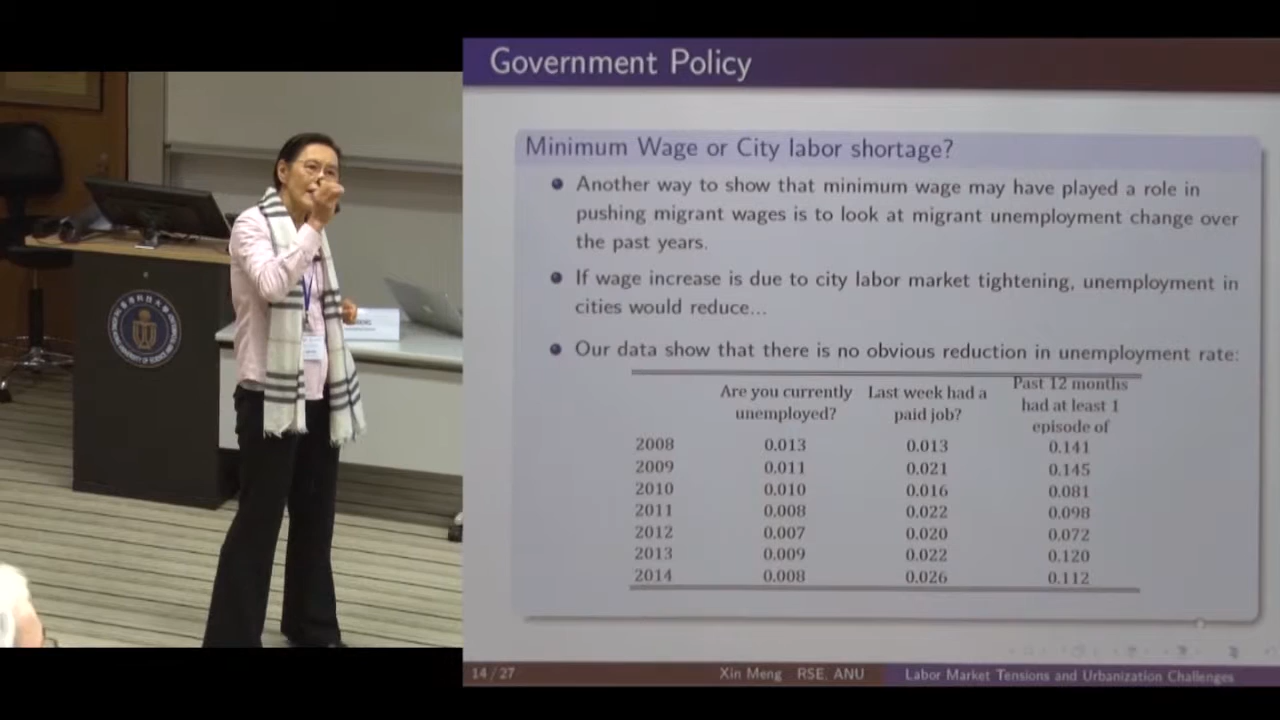 Government Policy
Minimum Wage or City labor shortage?
Another way to show that minimum wage may have played a role in
pushing migrant wages is to look at migrant unemployment change over
the past years.
If wage increase is due to city labor market tightening, unemployment in
cities would reduce...
Our data show that there is no obvious reduction in unemployment rate:
Are you currently unemployed? Last week had a paid job? Past 12 months had at least 1 episode of
2008 0.013 0.013 0.141
2009 0.011 0.021 0.145
2010 0.010 0.016 0.081
2011 0.008 0.022 0.098
2012 0.007 0.020 0.072
2013 0.009 0.022 0.120
2014 0.008 0.026 0.112
14 / 27 Xin Meng RSE, ANU Labor Market Tensions and Urbanization Challenges